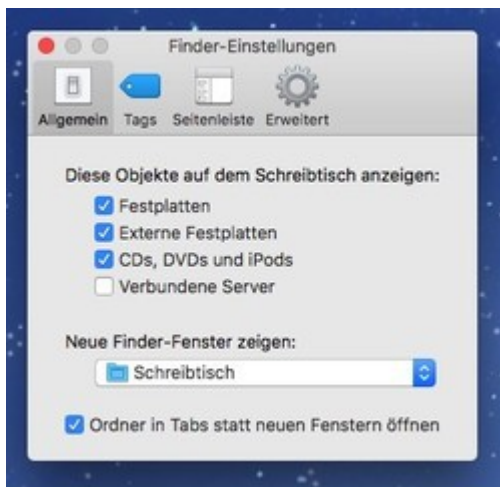 Finder-Einstellungen
Allgemein Tags Seitenleiste Erweitert
Diese Objekte auf dem Schreibtisch anzeigen:
Festplatten
Externe Festplatten
CDs, DVDs und iPods
Verbundene Server
Neue Finder-Fenster zeigen:
Schreibtisch
Ordner in Tabs statt neuen Fenstern öffnen